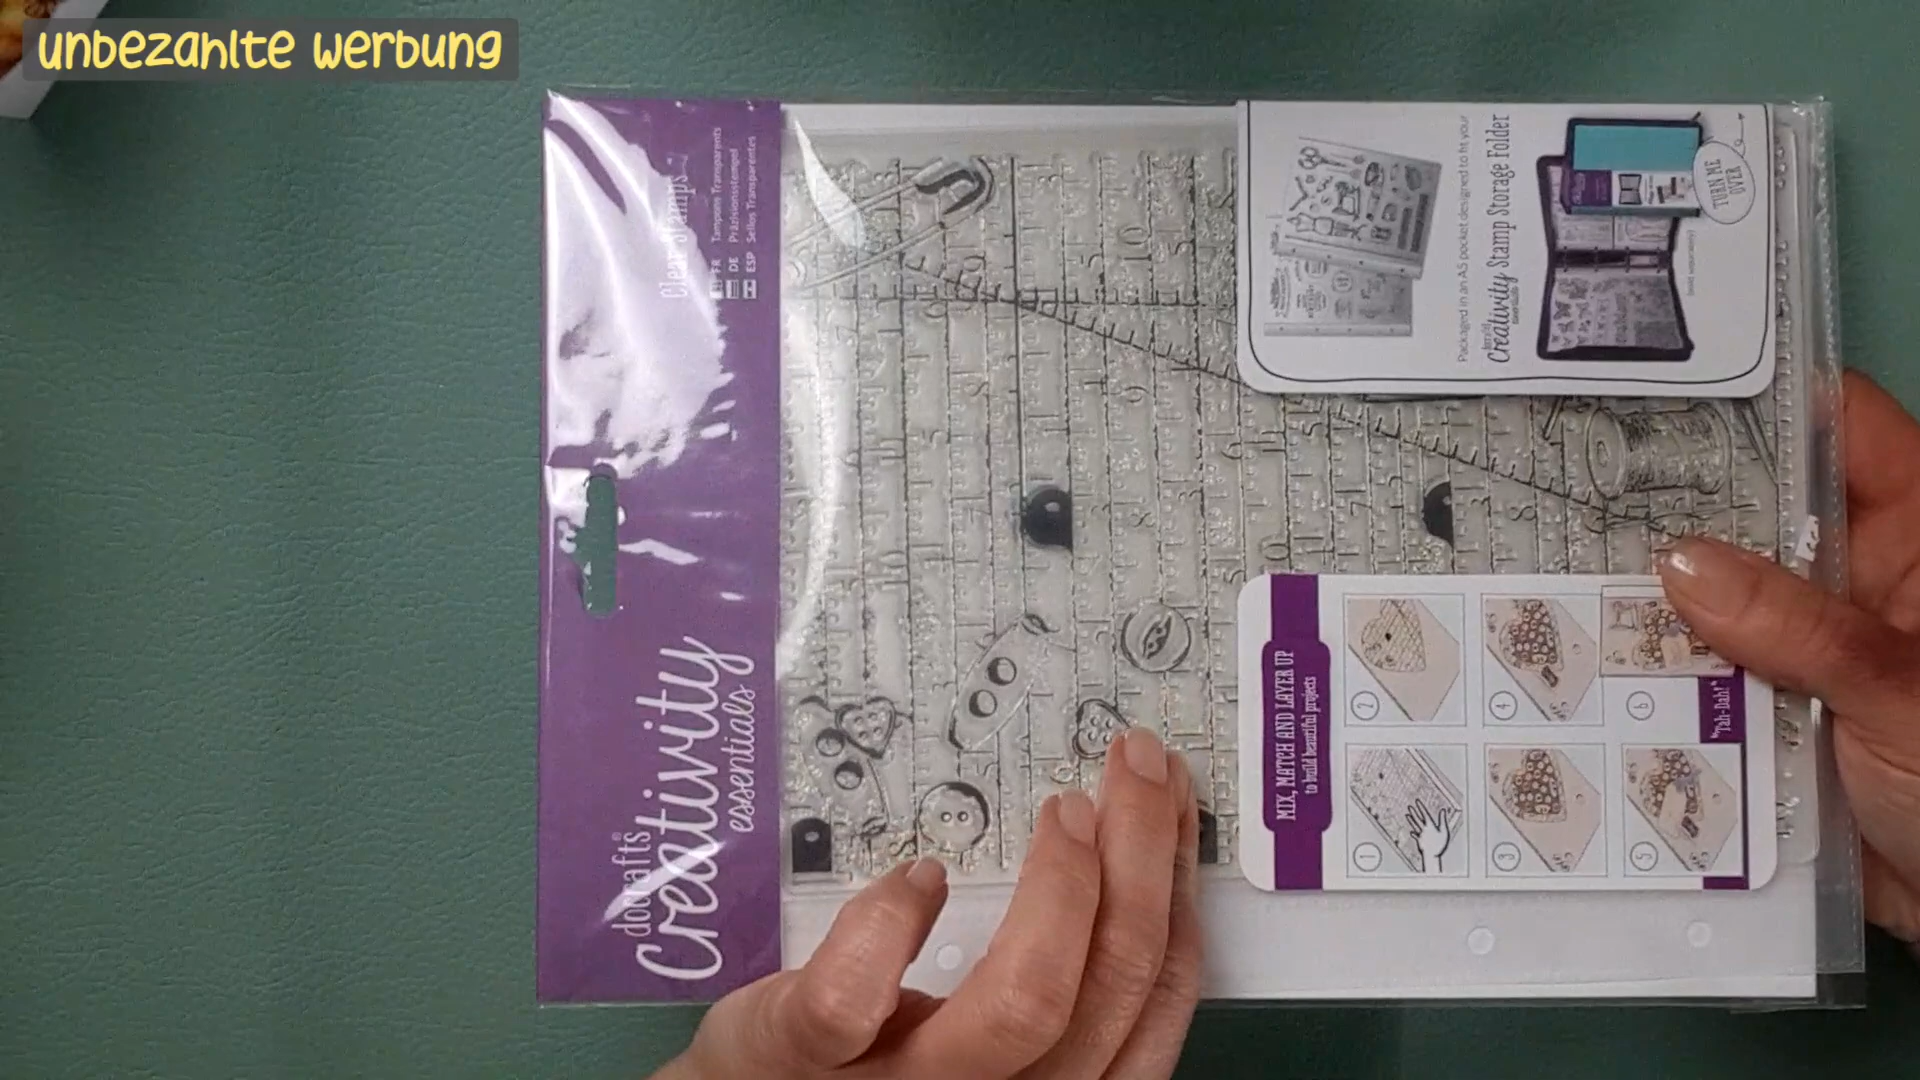 unbezahlte werbung
docrafts®
Creativity
essentials
Clear Stamps
FR Tampons Transparents
DE Präzisionsstempel
ESP Sellos Transparentes
Packaged in an A5 pocket designed to fit your
Creativity Stamp Storage Folder
TURN ME
OVER
MIX, MATCH AND LAYER UP
to build beautiful projects
1
2
3
4
5
6
"Tah-Dah!"